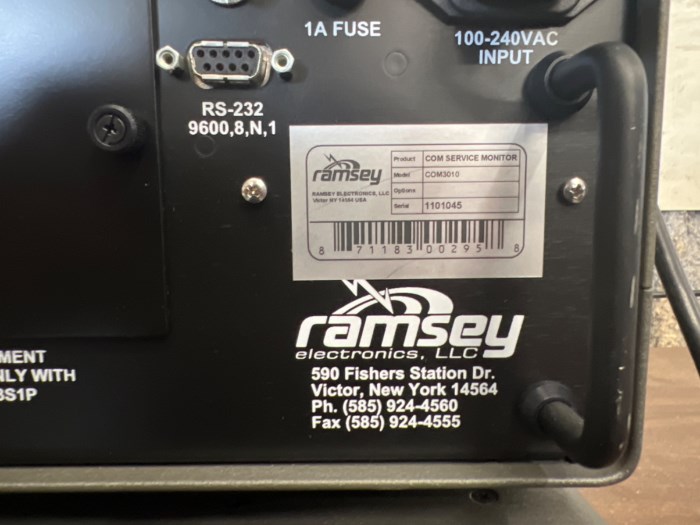 1A FUSE
100-240VAC
INPUT
RS-232
9600,8,N,1
ramsey
RAMSEY ELECTRONICS, LLC
Victor NY 14564 USA
Product COM SERVICE MONITOR
Model COM3010
Options
Serial 1101045
8 71183 00295 8
ramsey
electronics, LLC
590 Fishers Station Dr.
Victor, New York 14564
Ph. (585) 924-4560
Fax (585) 924-4555
MENT
NLY WITH
BS1P